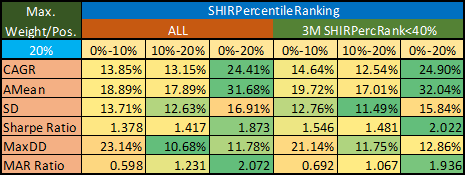 Max. Weight/Pos. SHIRPercentileRanking
ALL 3M SHIRPercRank<40%
20% 0%-10% 10%-20% 0%-20% 0%-10% 10%-20% 0%-20%
CAGR 13.85% 13.15% 24.41% 14.64% 12.54% 24.90%
AMean 18.89% 17.89% 31.68% 19.72% 17.01% 32.04%
SD 13.71% 12.63% 16.91% 12.76% 11.49% 15.84%
Sharpe Ratio 1.378 1.417 1.873 1.546 1.481 2.022
MaxDD 23.14% 10.68% 11.78% 21.14% 11.75% 12.86%
MAR Ratio 0.598 1.231 2.072 0.692 1.067 1.936